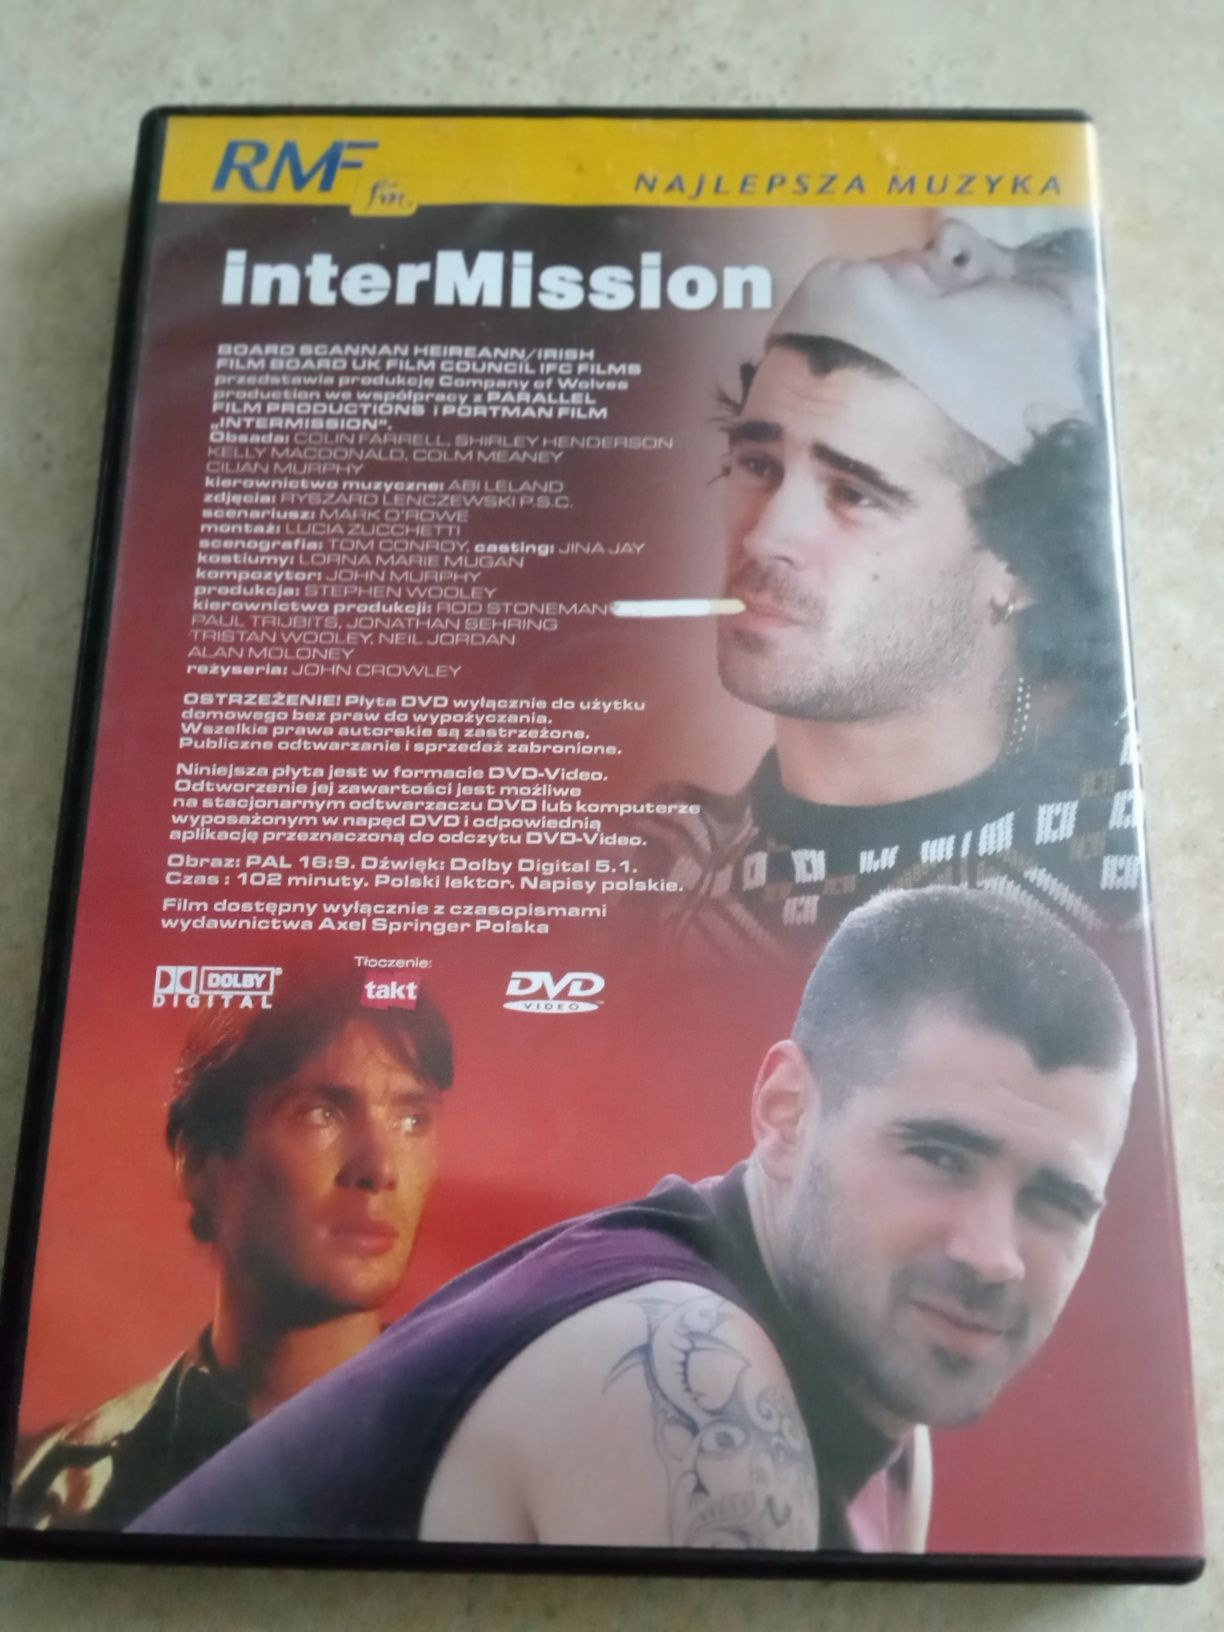 RMF
fm.
NAJLEPSZA MUZYKA
interMission
BOARD SCANNAN HEIREANN/IRISH
FILM BOARD UK FILM COUNCIL IFC FILMS
przedstawia produkcję Company of Wolves
production we współpracy z PARALLEL
FILM PRODUCTIONS i PORTMAN FILM
„INTERMISSION".
Obsada: COLIN FARRELL, SHIRLEY HENDERSON
KELLY MACDONALD, COLM MEANEY
CILIAN MURPHY
kierownictwo muzyczne: ABI LELAND
zdjęcia: RYSZARD LENCZEWSKI P.S.C.
scenariusz: MARK O'ROWE
montaż: LUCIA ZUCCHETTI
scenografia: TOM CONROY, casting: JINA JAY
kostiumy: LORNA MARIE MUGAN
kompozytor: JOHN MURPHY
produkcja: STEPHEN WOOLEY
kierownictwo produkcji: ROD STONEMAN
PAUL TRIJBITS, JONATHAN SEHRING
TRISTAN WOOLEY, NEIL JORDAN
ALAN MOLONEY
reżyseria: JOHN CROWLEY
OSTRZEŻENIE! Płyta DVD wyłącznie do użytku
domowego bez praw do wypożyczania.
Wszelkie prawa autorskie są zastrzeżone.
Publiczne odtwarzanie i sprzedaż zabronione.
Niniejsza płyta jest w formacie DVD-Video.
Odtworzenie jej zawartości jest możliwe
na stacjonarnym odtwarzaczu DVD lub komputerze
wyposażonym w napęd DVD i odpowiednią
aplikację przeznaczoną do odczytu DVD-Video.
Obraz: PAL 16:9. Dźwięk: Dolby Digital 5.1.
Czas : 102 minuty. Polski lektor. Napisy polskie.
Film dostępny wyłącznie z czasopismami
wydawnictwa Axel Springer Polska
DOLBY
DIGITAL
Tłoczenie:
takt
DVD
VIDEO